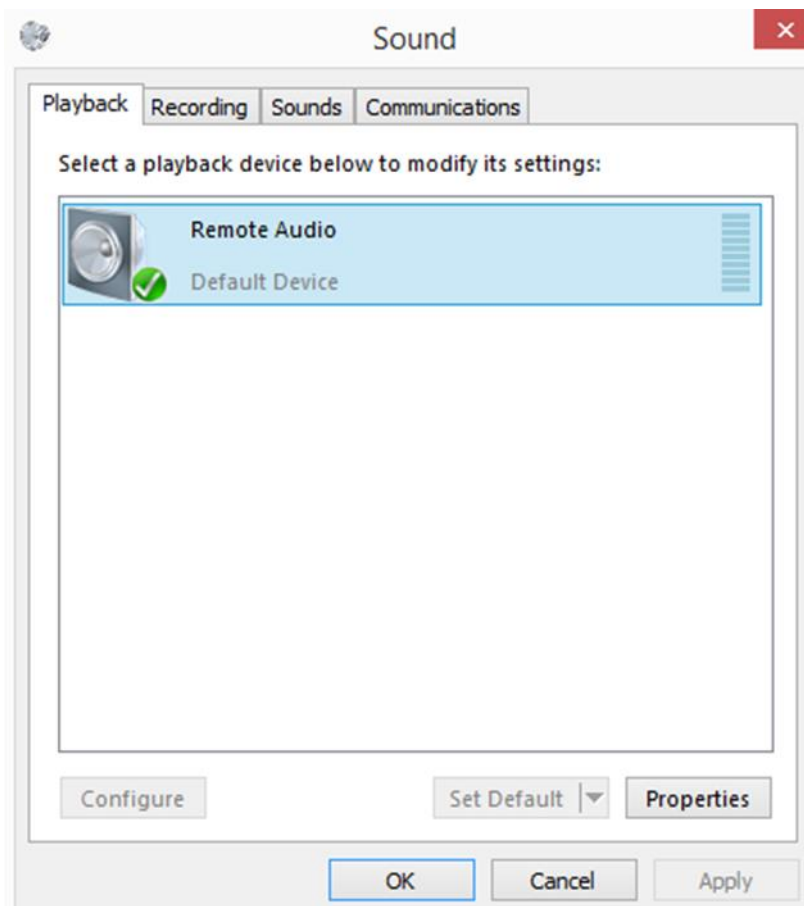 Sound
Playback Recording Sounds Communications
Select a playback device below to modify its settings:
Remote Audio
Default Device
Configure Set Default Properties
OK Cancel Apply